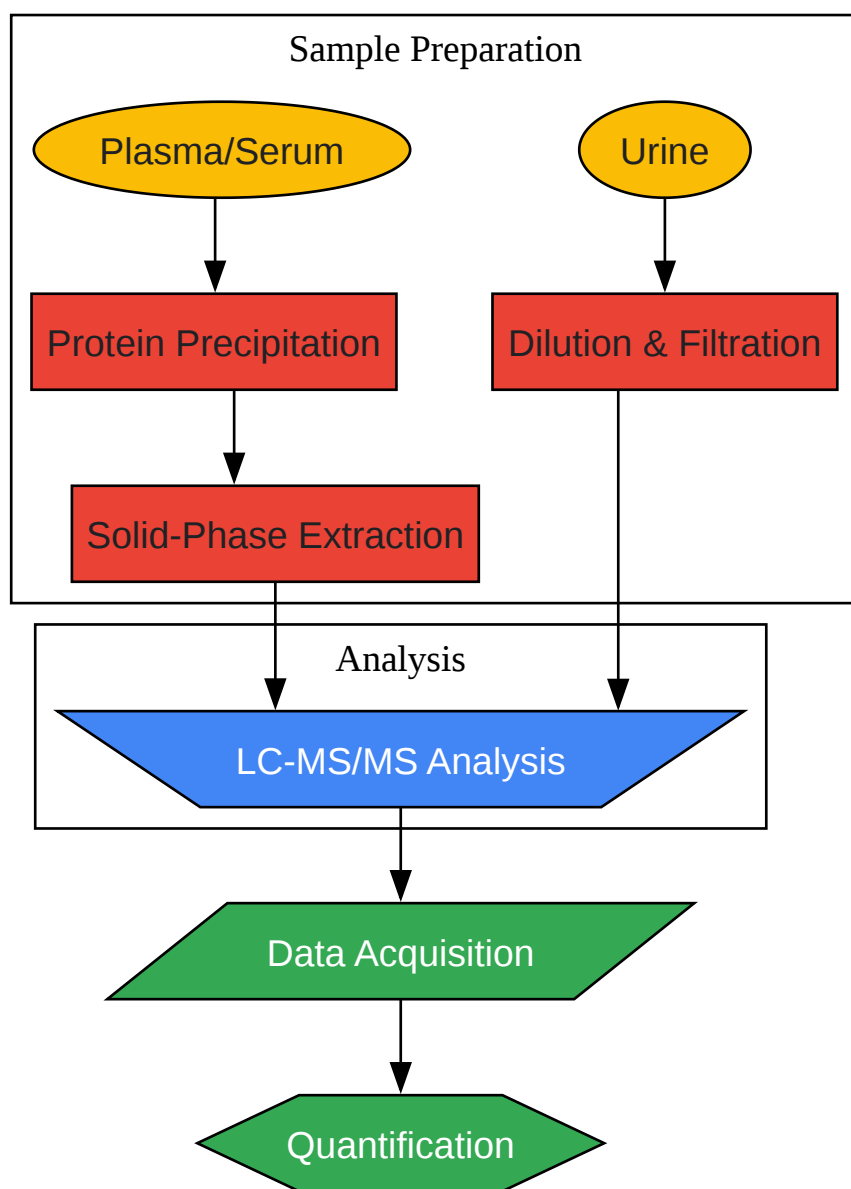 Sample Preparation
Plasma/Serum
Urine
Protein Precipitation
Dilution & Filtration
Solid-Phase Extraction
Analysis
LC-MS/MS Analysis
Data Acquisition
Quantification